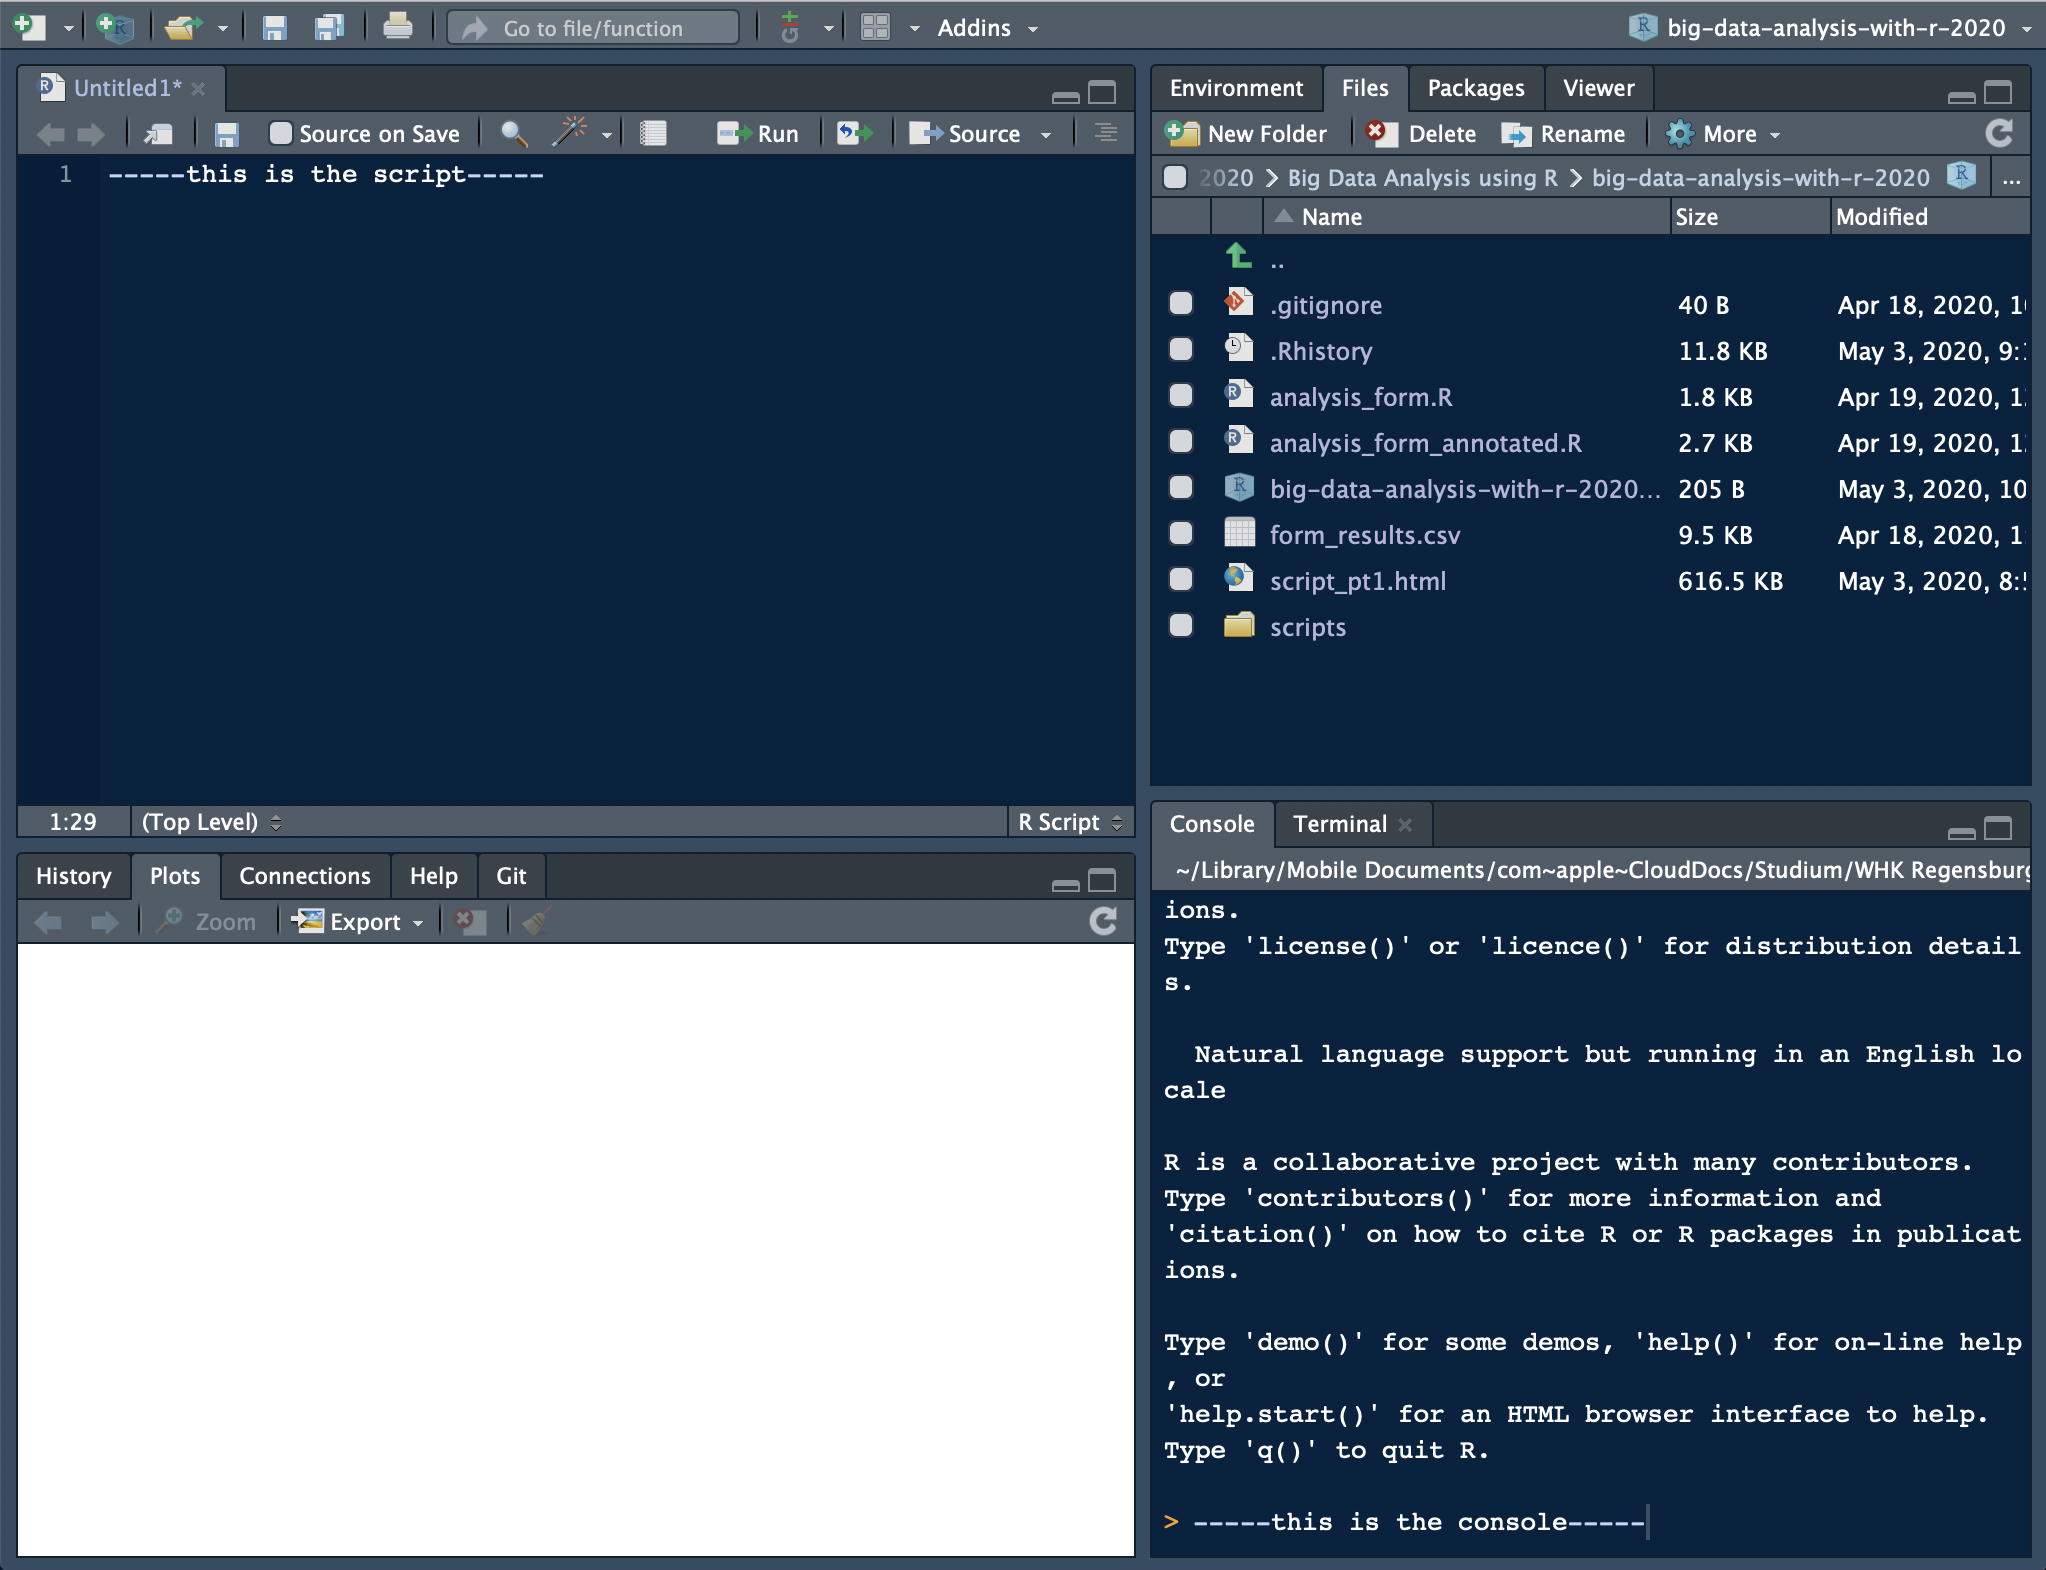 Go to file/function
Addins
big-data-analysis-with-r-2020
Untitled1*
Source on Save
Run
Source
1 -----this is the script-----
1:29 (Top Level) R Script
Environment Files Packages Viewer
New Folder Delete Rename More
2020 Big Data Analysis using R big-data-analysis-with-r-2020 R ...
Name Size Modified
..
.gitignore 40 B Apr 18, 2020, 1
.Rhistory 11.8 KB May 3, 2020, 9:
analysis_form.R 1.8 KB Apr 19, 2020, 1
analysis_form_annotated.R 2.7 KB Apr 19, 2020, 1
big-data-analysis-with-r-2020... 205 B May 3, 2020, 10
form_results.csv 9.5 KB Apr 18, 2020, 1
script_pt1.html 616.5 KB May 3, 2020, 8:
scripts
History Plots Connections Help Git
Zoom Export
Console Terminal
~/Library/Mobile Documents/com~apple~CloudDocs/Studium/WHK Regensburg
ions.
Type 'license()' or 'licence()' for distribution detail
s.
Natural language support but running in an English lo
cale
R is a collaborative project with many contributors.
Type 'contributors()' for more information and
'citation()' on how to cite R or R packages in publicat
ions.
Type 'demo()' for some demos, 'help()' for on-line help
, or
'help.start()' for an HTML browser interface to help.
Type 'q()' to quit R.
> -----this is the console-----